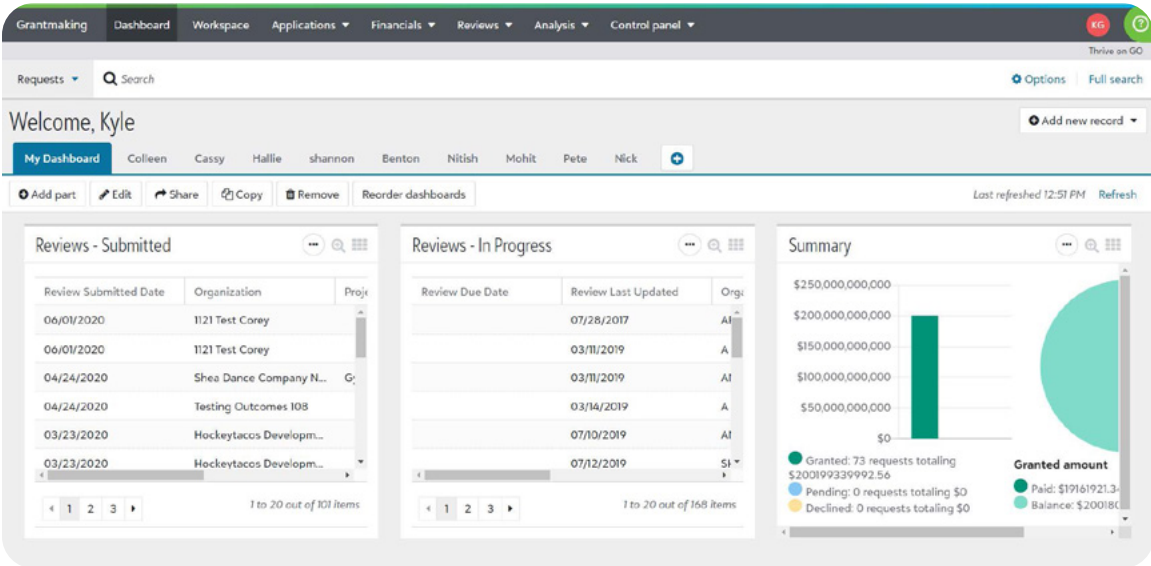 Grantmaking Dashboard Workspace Applications Financials Reviews Analysis Control panel KG
Thrive on GO
Requests Search Options Full search
Welcome, Kyle Add new record
My Dashboard Colleen Cassy Hallie shannon Benton Nitish Mohit Pete Nick
Add part Edit Share Copy Remove Reorder dashboards Last refreshed 12:51 PM Refresh
Reviews - Submitted
Review Submitted Date Organization Proje
06/01/2020 1121 Test Corey
06/01/2020 1121 Test Corey
04/24/2020 Shea Dance Company N... Gy
04/24/2020 Testing Outcomes 108
03/23/2020 Hockeytacos Developm...
03/23/2020 Hockeytacos Developm...
1 2 3 1 to 20 out of 101 items
Reviews - In Progress
Review Due Date Review Last Updated Orga
07/28/2017
03/11/2019 A
03/11/2019
03/14/2019 A
07/10/2019
07/12/2019
1 2 3 1 to 20 out of 168 items
Summary
$250,000,000,000
$200,000,000,000
$150,000,000,000
$100,000,000,000
$50,000,000,000
$0
Granted: 73 requests totaling
$200199339992.56
Pending: 0 requests totaling $0
Declined: 0 requests totaling $0
Granted amount
Paid: $19161921.3
Balance: $200180